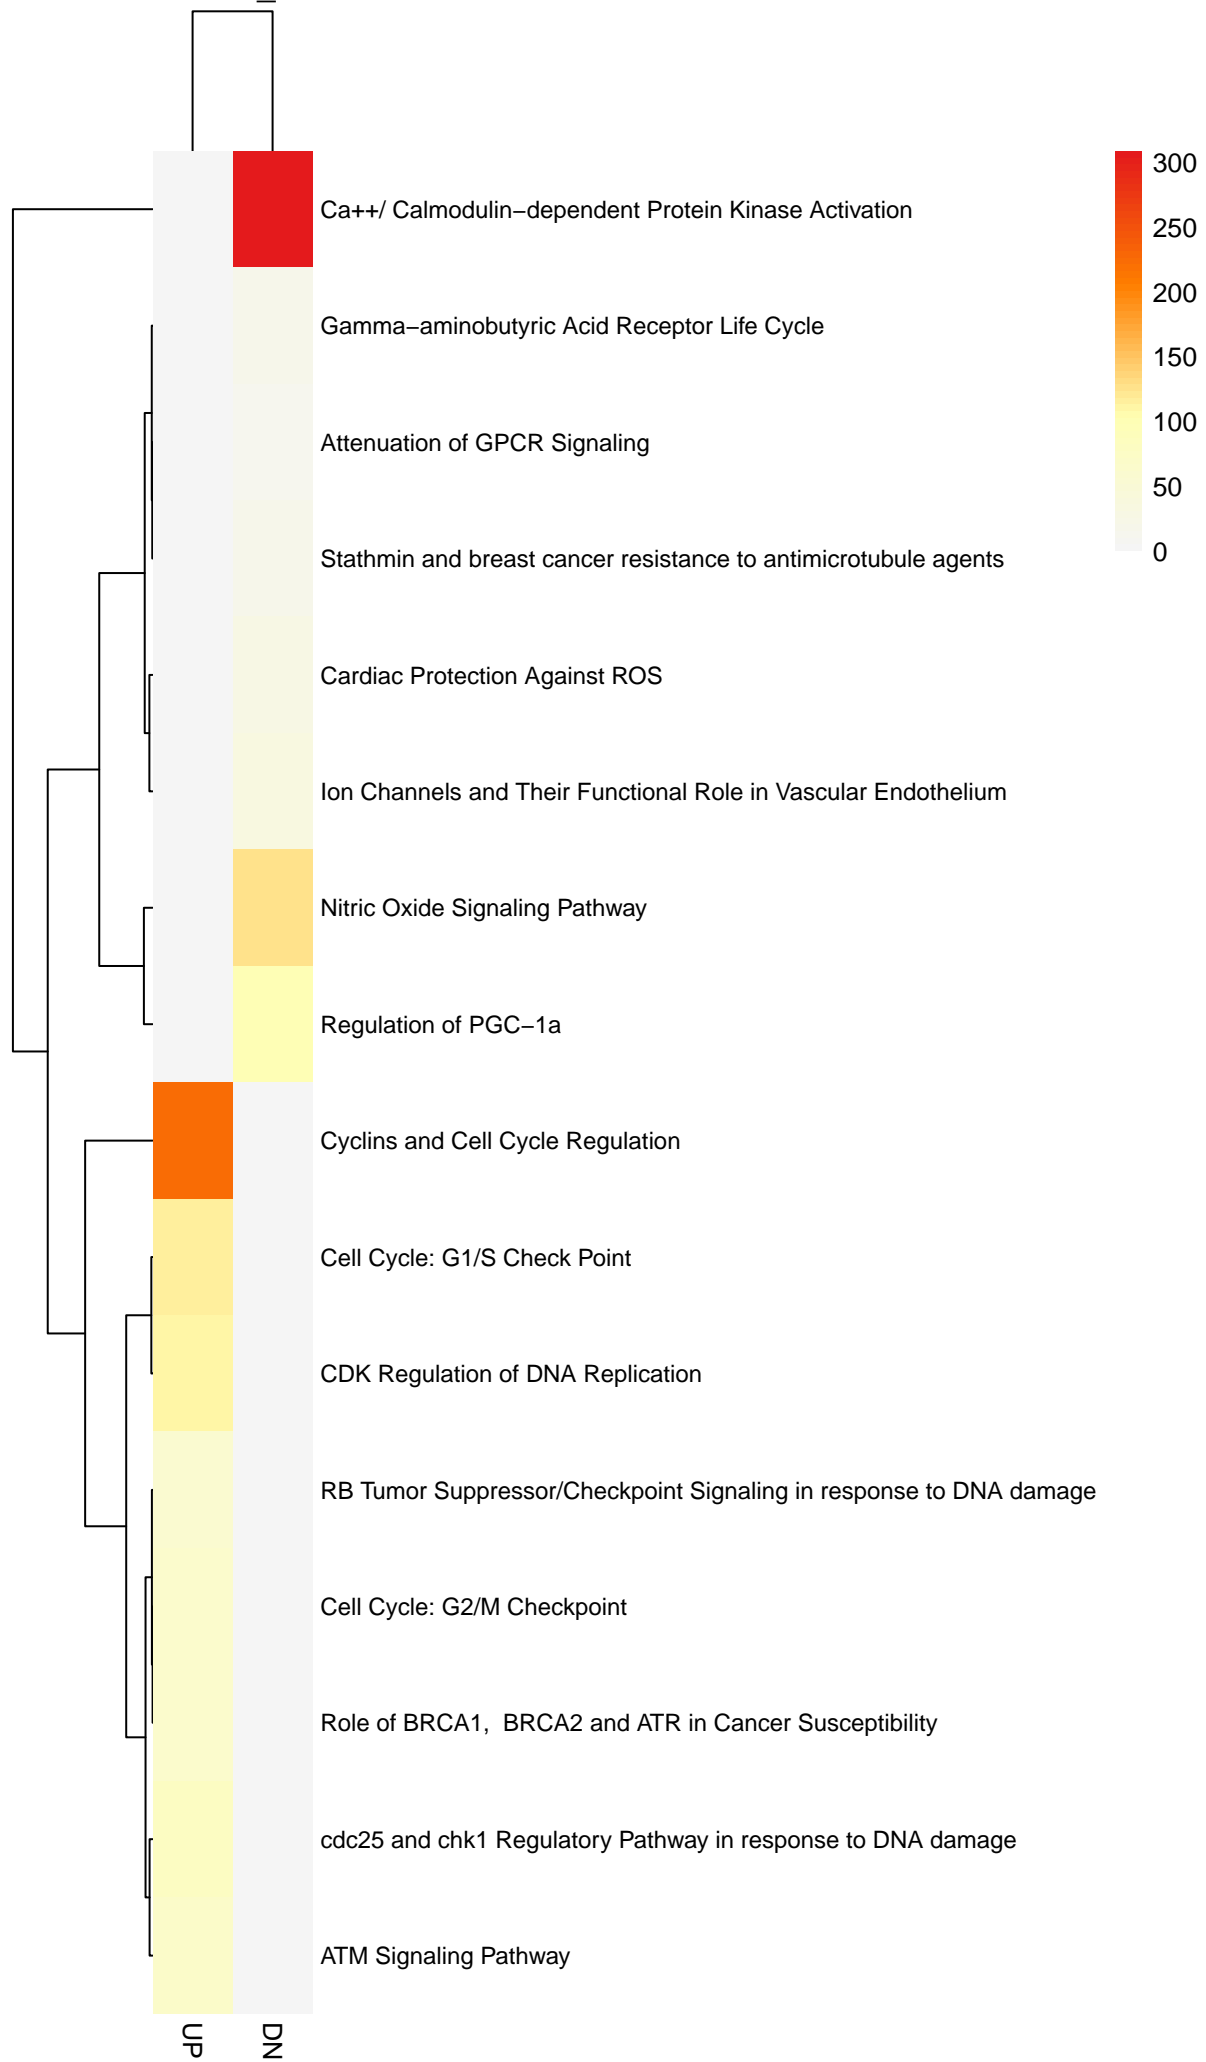 Ca++/ Calmodulin−dependent Protein Kinase Activation
Gamma−aminobutyric Acid Receptor Life Cycle
Attenuation of GPCR Signaling
Stathmin and breast cancer resistance to antimicrotubule agents
Cardiac Protection Against ROS
Ion Channels and Their Functional Role in Vascular Endothelium
Nitric Oxide Signaling Pathway
Regulation of PGC−1a
Cyclins and Cell Cycle Regulation
Cell Cycle: G1/S Check Point
CDK Regulation of DNA Replication
RB Tumor Suppressor/Checkpoint Signaling in response to DNA damage
Cell Cycle: G2/M Checkpoint
Role of BRCA1,  BRCA2 and ATR in Cancer Susceptibility
cdc25 and chk1 Regulatory Pathway in response to DNA damage
ATM Signaling Pathway
UP
DN
300
250
200
150
100
50
0